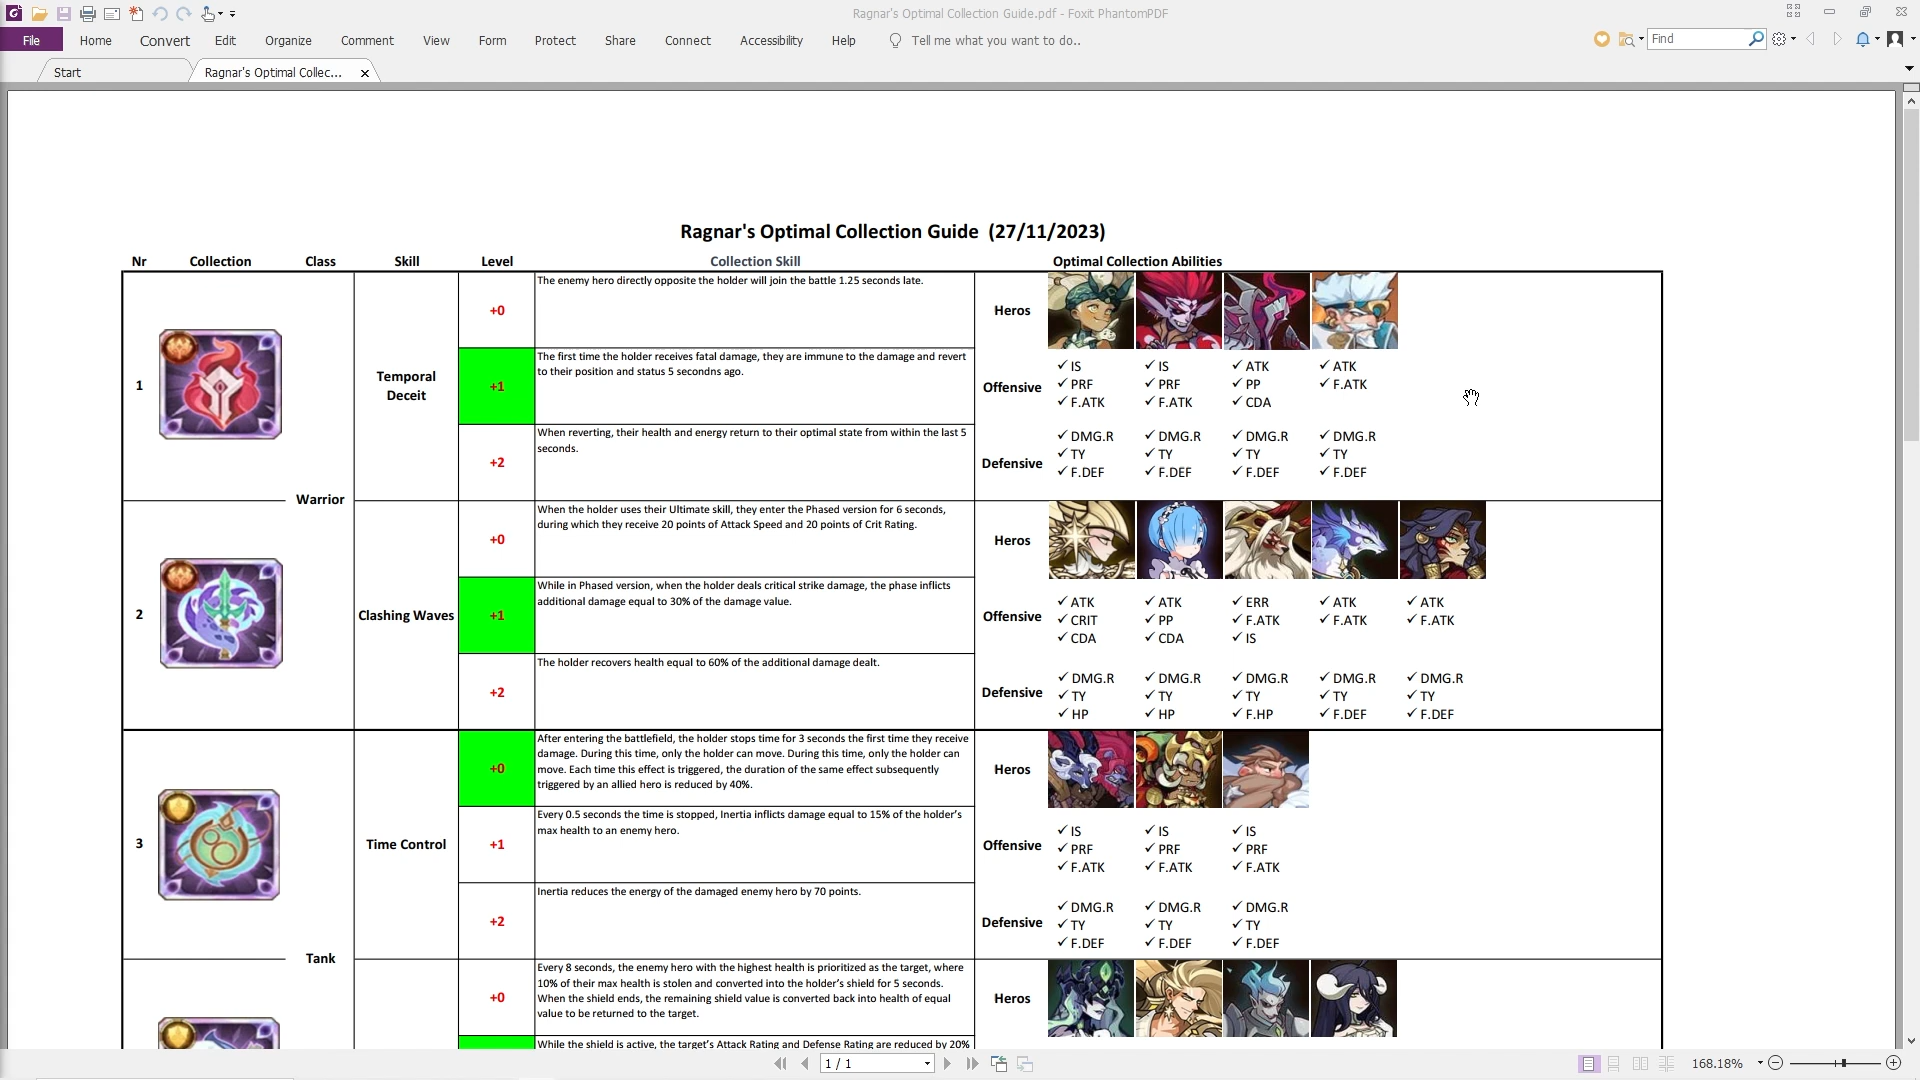 Ragnar's Optimal Collection Guide.pdf - Foxit PhantomPDF
File Home Convert Edit Organize Comment View Form Protect Share Connect Accessibility Help Tell me what you want to do.. Find
Start Ragnar's Optimal Collec...
Ragnar's Optimal Collection Guide (27/11/2023)
Nr Collection Class Skill Level Collection Skill Optimal Collection Abilities
1
Warrior
Temporal
Deceit
+0
The enemy hero directly opposite the holder will join the battle 1.25 seconds late.
+1
The first time the holder receives fatal damage, they are immune to the damage and revert
to their position and status 5 secondns ago.
+2
When reverting, their health and energy return to their optimal state from within the last 5
seconds.
Heros
Offensive
✓ IS ✓ IS ✓ ATK ✓ ATK
✓ PRF ✓ PRF ✓ PP ✓ F.ATK
✓ F.ATK ✓ F.ATK ✓ CDA
Defensive
✓ DMG.R ✓ DMG.R ✓ DMG.R ✓ DMG.R
✓ TY ✓ TY ✓ TY ✓ TY
✓ F.DEF ✓ F.DEF ✓ F.DEF ✓ F.DEF
2
Clashing Waves
+0
When the holder uses their Ultimate skill, they enter the Phased version for 6 seconds,
during which they receive 20 points of Attack Speed and 20 points of Crit Rating.
+1
While in Phased version, when the holder deals critical strike damage, the phase inflicts
additional damage equal to 30% of the damage value.
+2
The holder recovers health equal to 60% of the additional damage dealt.
Heros
Offensive
✓ ATK ✓ ATK ✓ ERR ✓ ATK ✓ ATK
✓ CRIT ✓ PP ✓ F.ATK ✓ F.ATK ✓ F.ATK
✓ CDA ✓ CDA ✓ IS
Defensive
✓ DMG.R ✓ DMG.R ✓ DMG.R ✓ DMG.R ✓ DMG.R
✓ TY ✓ TY ✓ TY ✓ TY ✓ TY
✓ HP ✓ HP ✓ F.HP ✓ F.DEF ✓ F.DEF
3
Tank
Time Control
+0
After entering the battlefield, the holder stops time for 3 seconds the first time they receive
damage. During this time, only the holder can move. During this time, only the holder can
move. Each time this effect is triggered, the duration of the same effect subsequently
triggered by an allied hero is reduced by 40%.
+1
Every 0.5 seconds the time is stopped, Inertia inflicts damage equal to 15% of the holder's
max health to an enemy hero.
+2
Inertia reduces the energy of the damaged enemy hero by 70 points.
Heros
Offensive
✓ IS ✓ IS ✓ IS
✓ PRF ✓ PRF ✓ PRF
✓ F.ATK ✓ F.ATK ✓ F.ATK
Defensive
✓ DMG.R ✓ DMG.R ✓ DMG.R
✓ TY ✓ TY ✓ TY
✓ F.DEF ✓ F.DEF ✓ F.DEF
+0
Every 8 seconds, the enemy hero with the highest health is prioritized as the target, where
10% of their max health is stolen and converted into the holder's shield for 5 seconds.
When the shield ends, the remaining shield value is converted back into health of equal
value to be returned to the target.
Heros
While the shield is active, the target's Attack Rating and Defense Rating are reduced by 20%
1 / 1
168.18%